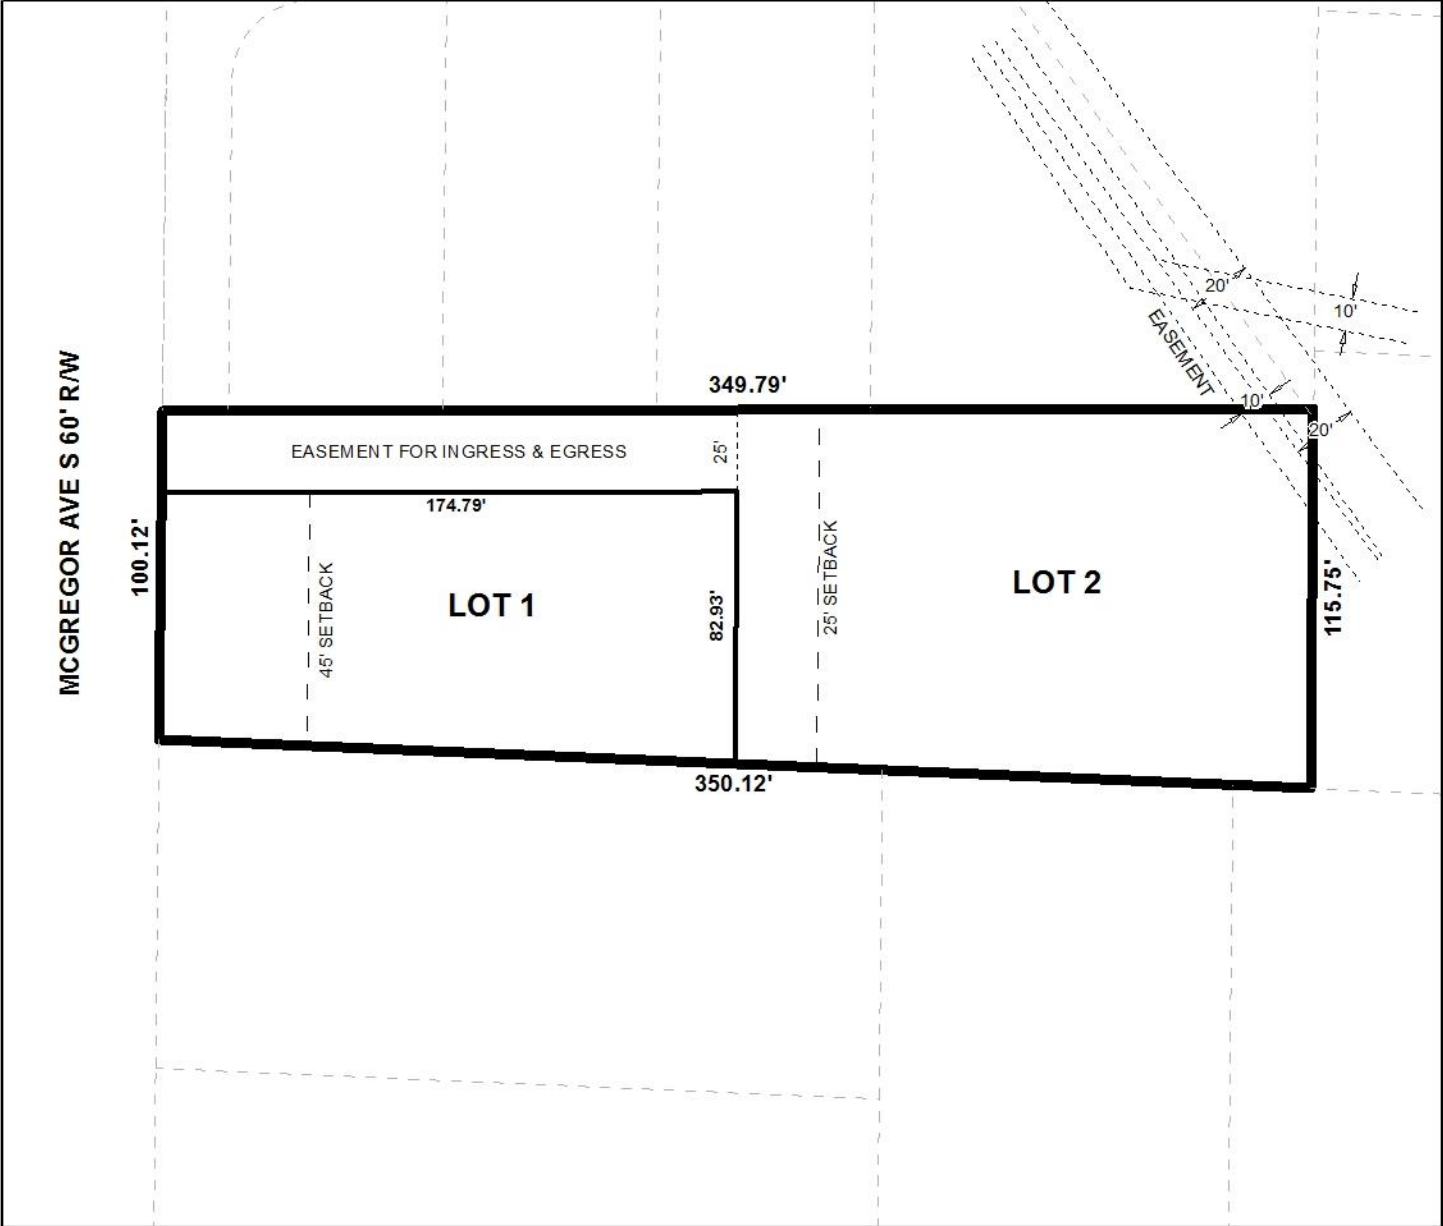 20'
10'
EASEMENT
MCGREGOR AVE S 60' R/W
349.79'
10'
20'
EASEMENT FOR INGRESS & EGRESS
25'
174.79'
100.12'
45' SETBACK
LOT 1
82.93'
25' SETBACK
LOT 2
115.75'
350.12'